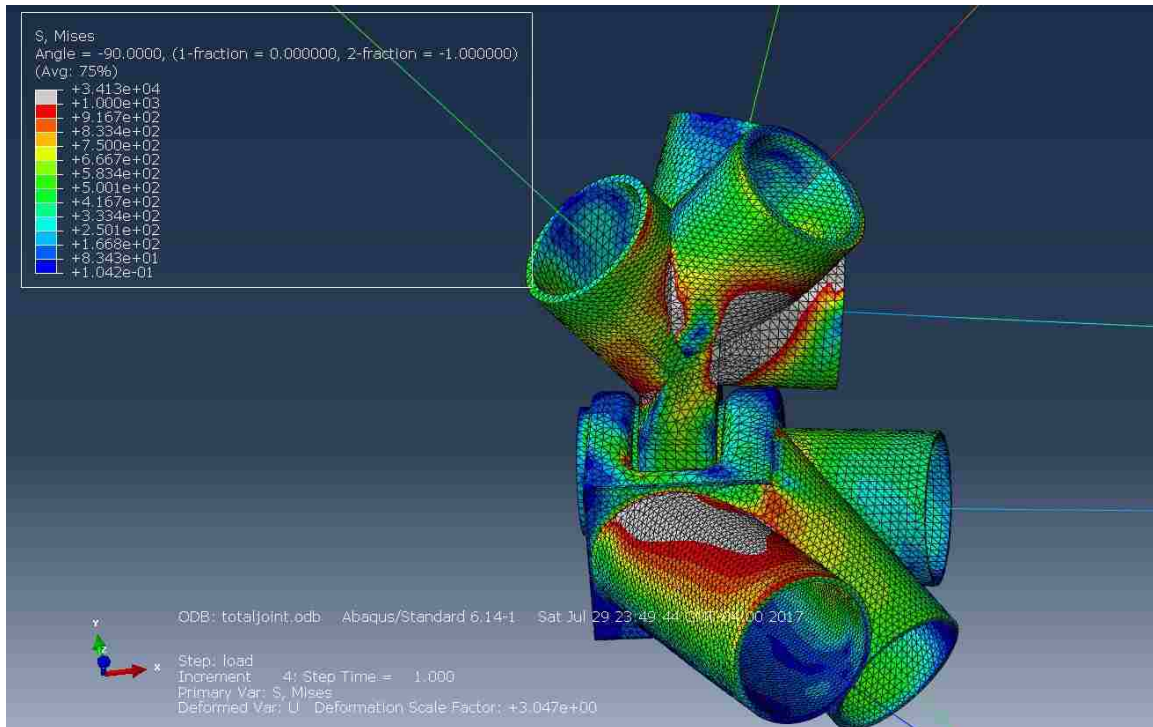 S, Mises
Angle = -90.0000, (1-fraction = 0.000000, 2-fraction = -1.000000)
(Avg: 75%)
+3.413e+04
+1.000e+03
+9.167e+02
+8.334e+02
+7.500e+02
+6.667e+02
+5.834e+02
+5.001e+02
+4.167e+02
+3.334e+02
+2.501e+02
+1.668e+02
+8.343e+01
+1.042e-01
ODB: totaljoint.odb Abaqus/Standard 6.14-1 Sat Jul 29 23:49:44 2017
Y
Z
X
Step: load
Increment 4: Step Time = 1.000
Primary Var: S, Mises
Deformed Var: U Deformation Scale Factor: +3.047e+00